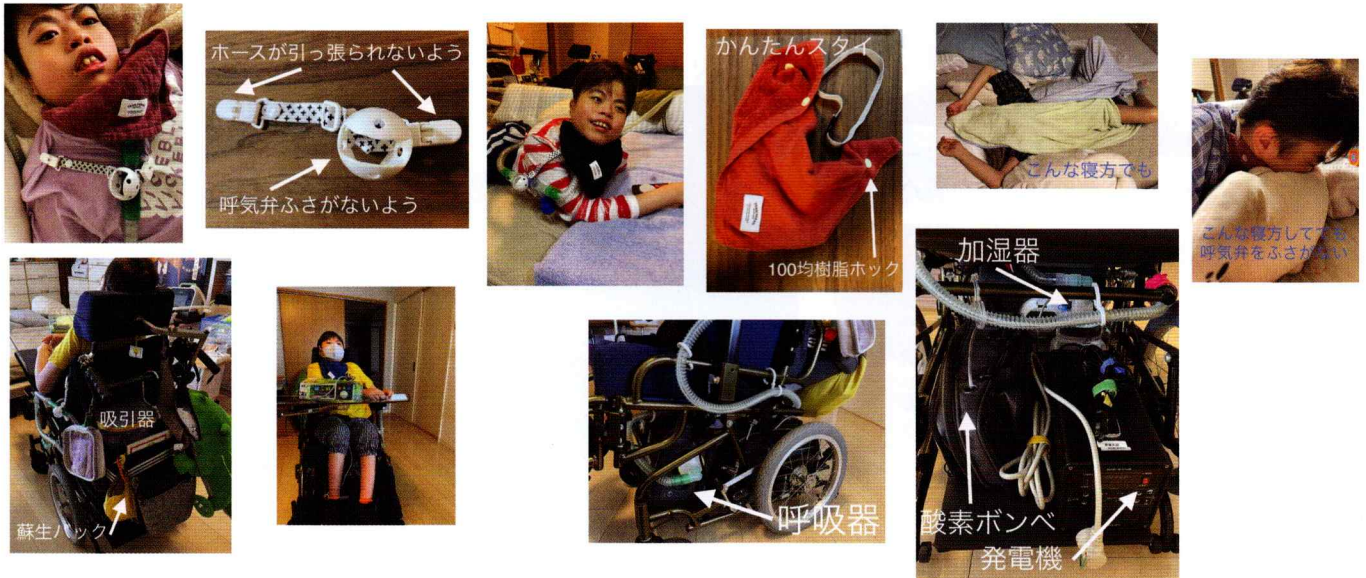 ホースが引っ張られないよう
呼気弁ふさがないよう
かんたんスタイ
100均樹脂ホック
こんな寝方でも
こんな寝方してても
呼気弁をふさがない
吸引器
蘇生バック
呼吸器
加湿器
酸素ボンベ
発電機